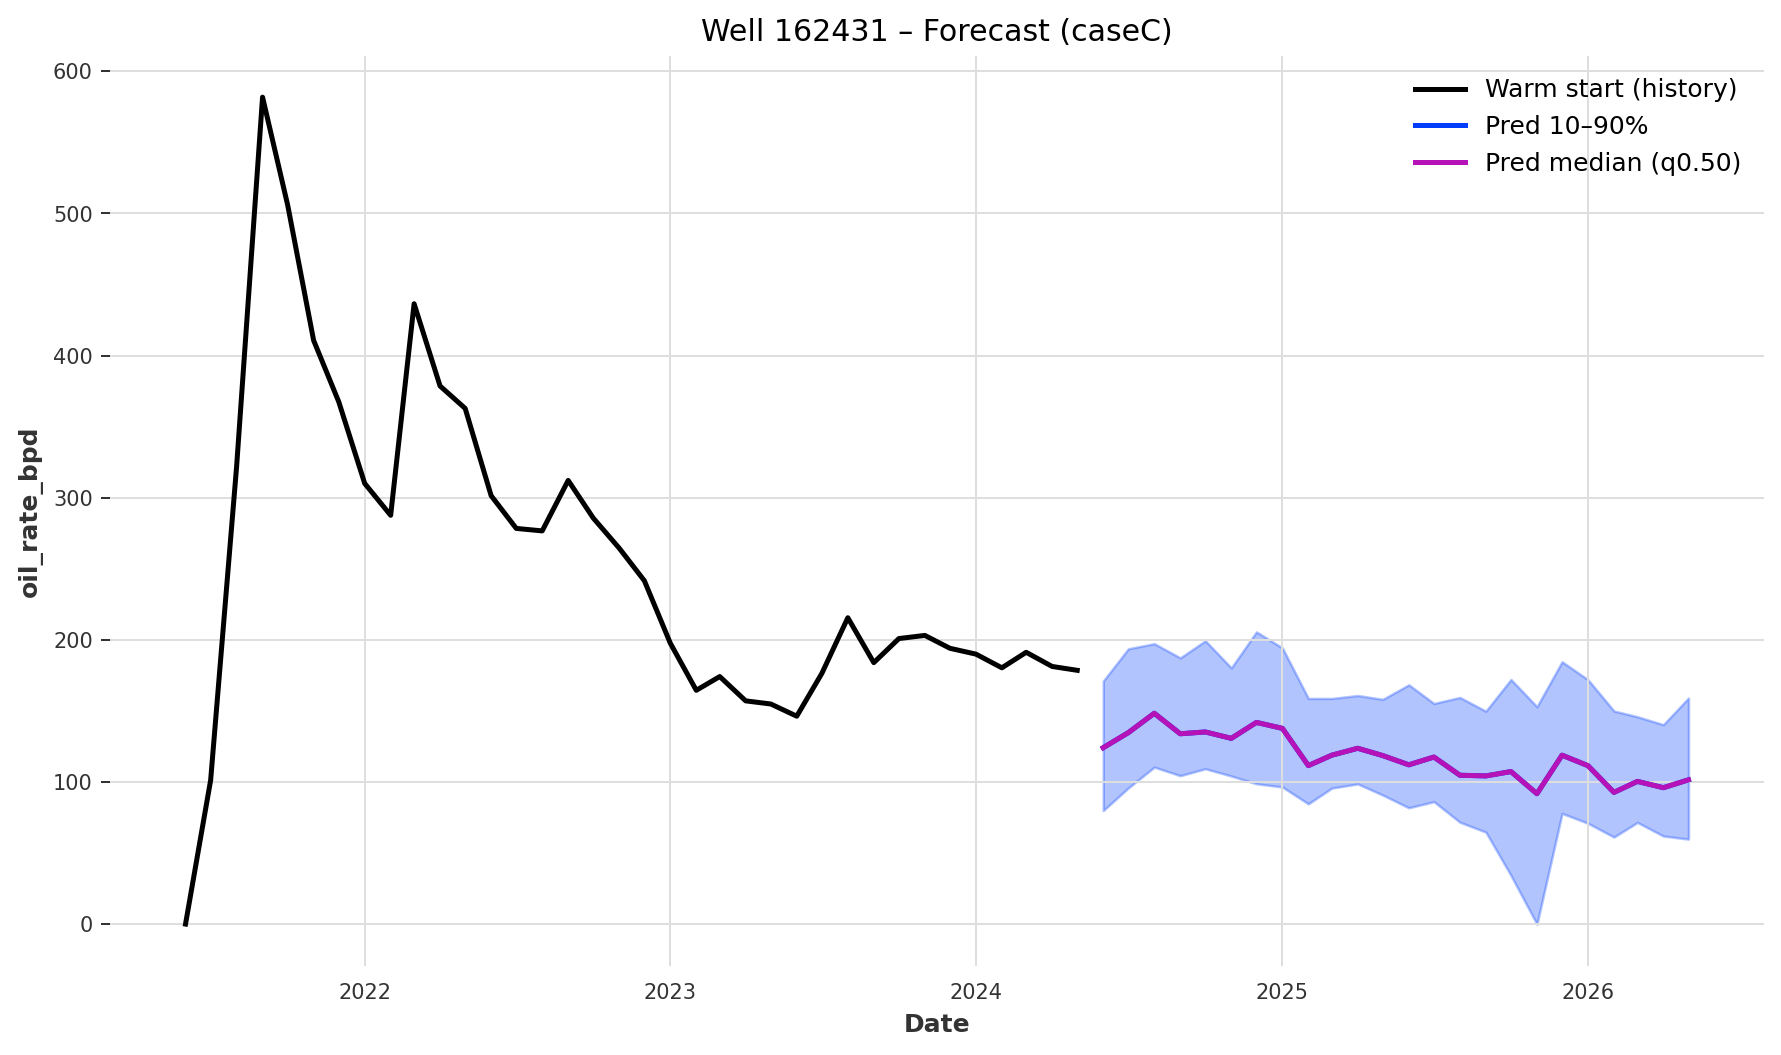 Well 162431 – Forecast (caseC)
Warm start (history)
Pred 10–90%
Pred median (q0.50)
oil_rate_bpd
600
500
400
300
200
100
0
2022
2023
2024
2025
2026
Date